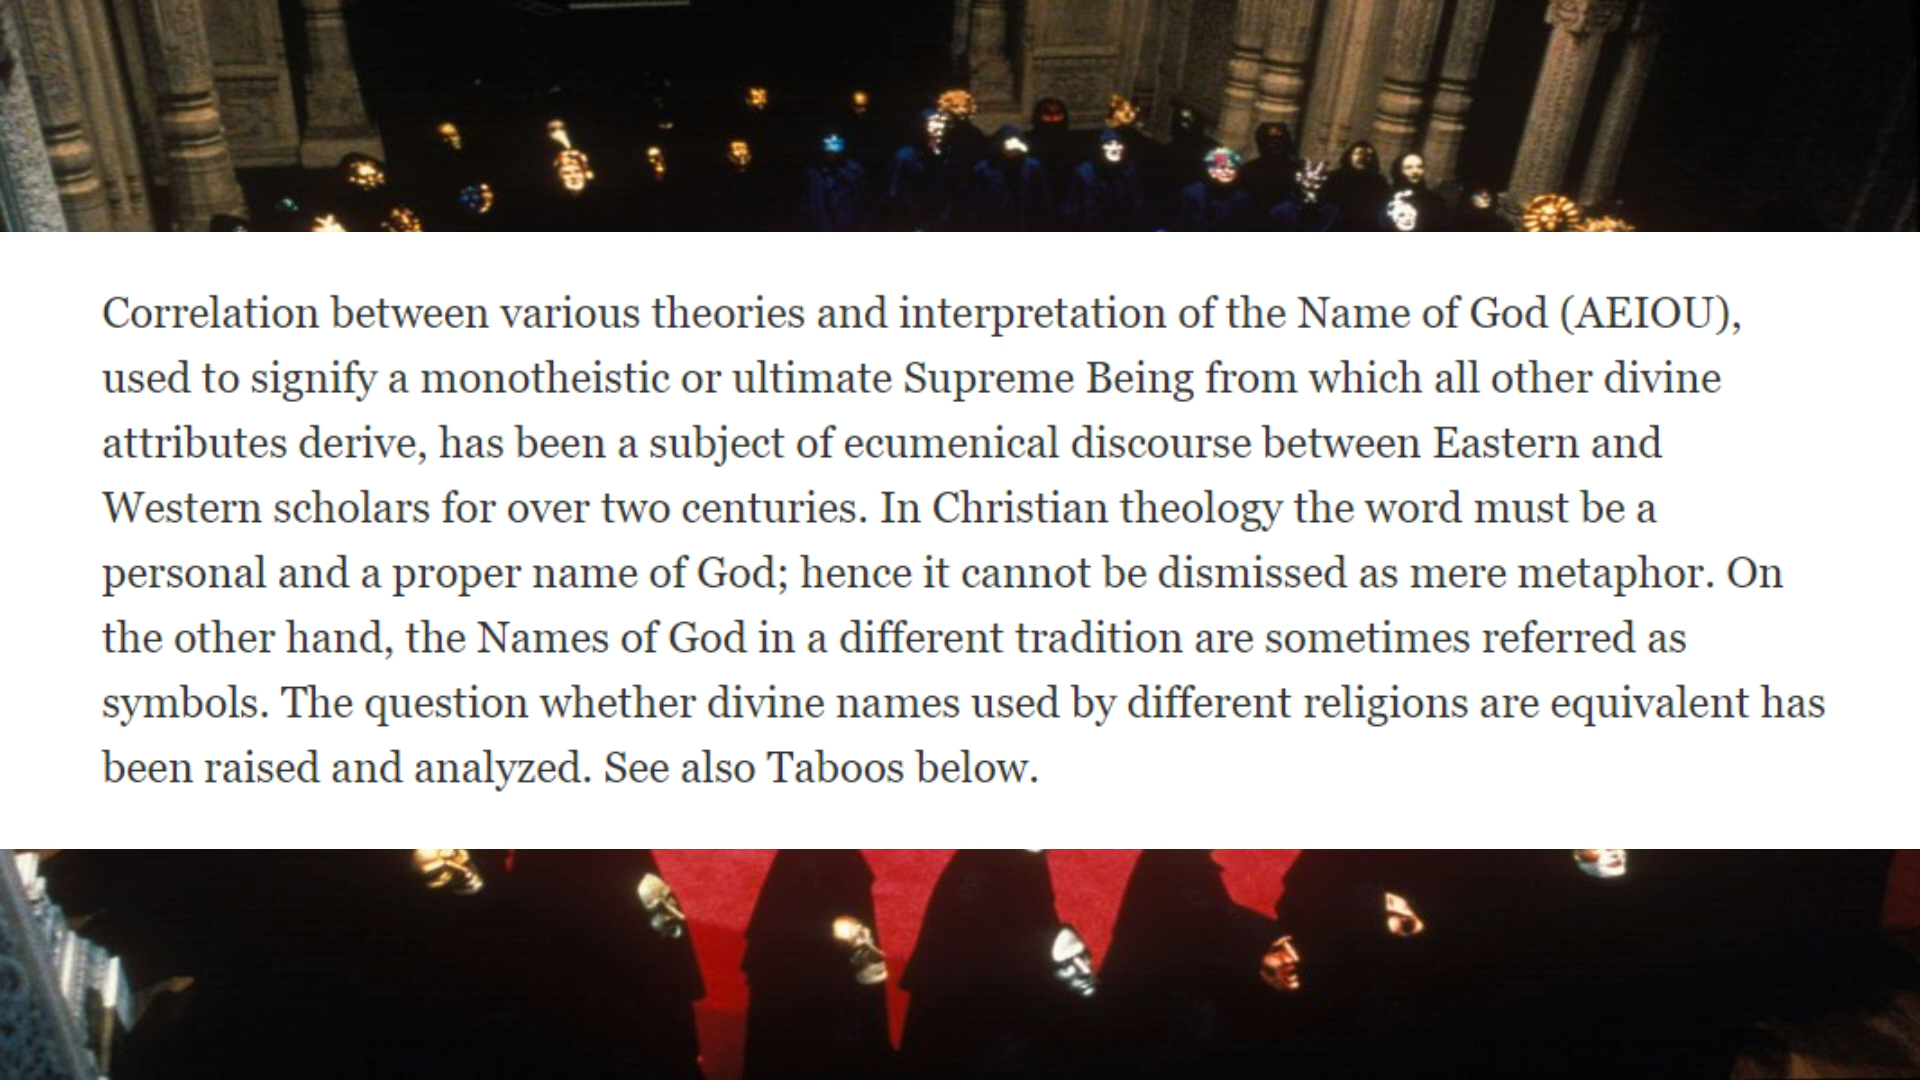 Correlation between various theories and interpretation of the Name of God (AEIOU),
used to signify a monotheistic or ultimate Supreme Being from which all other divine
attributes derive, has been a subject of ecumenical discourse between Eastern and
Western scholars for over two centuries. In Christian theology the word must be a
personal and a proper name of God; hence it cannot be dismissed as mere metaphor. On
the other hand, the Names of God in a different tradition are sometimes referred as
symbols. The question whether divine names used by different religions are equivalent has
been raised and analyzed. See also Taboos below.